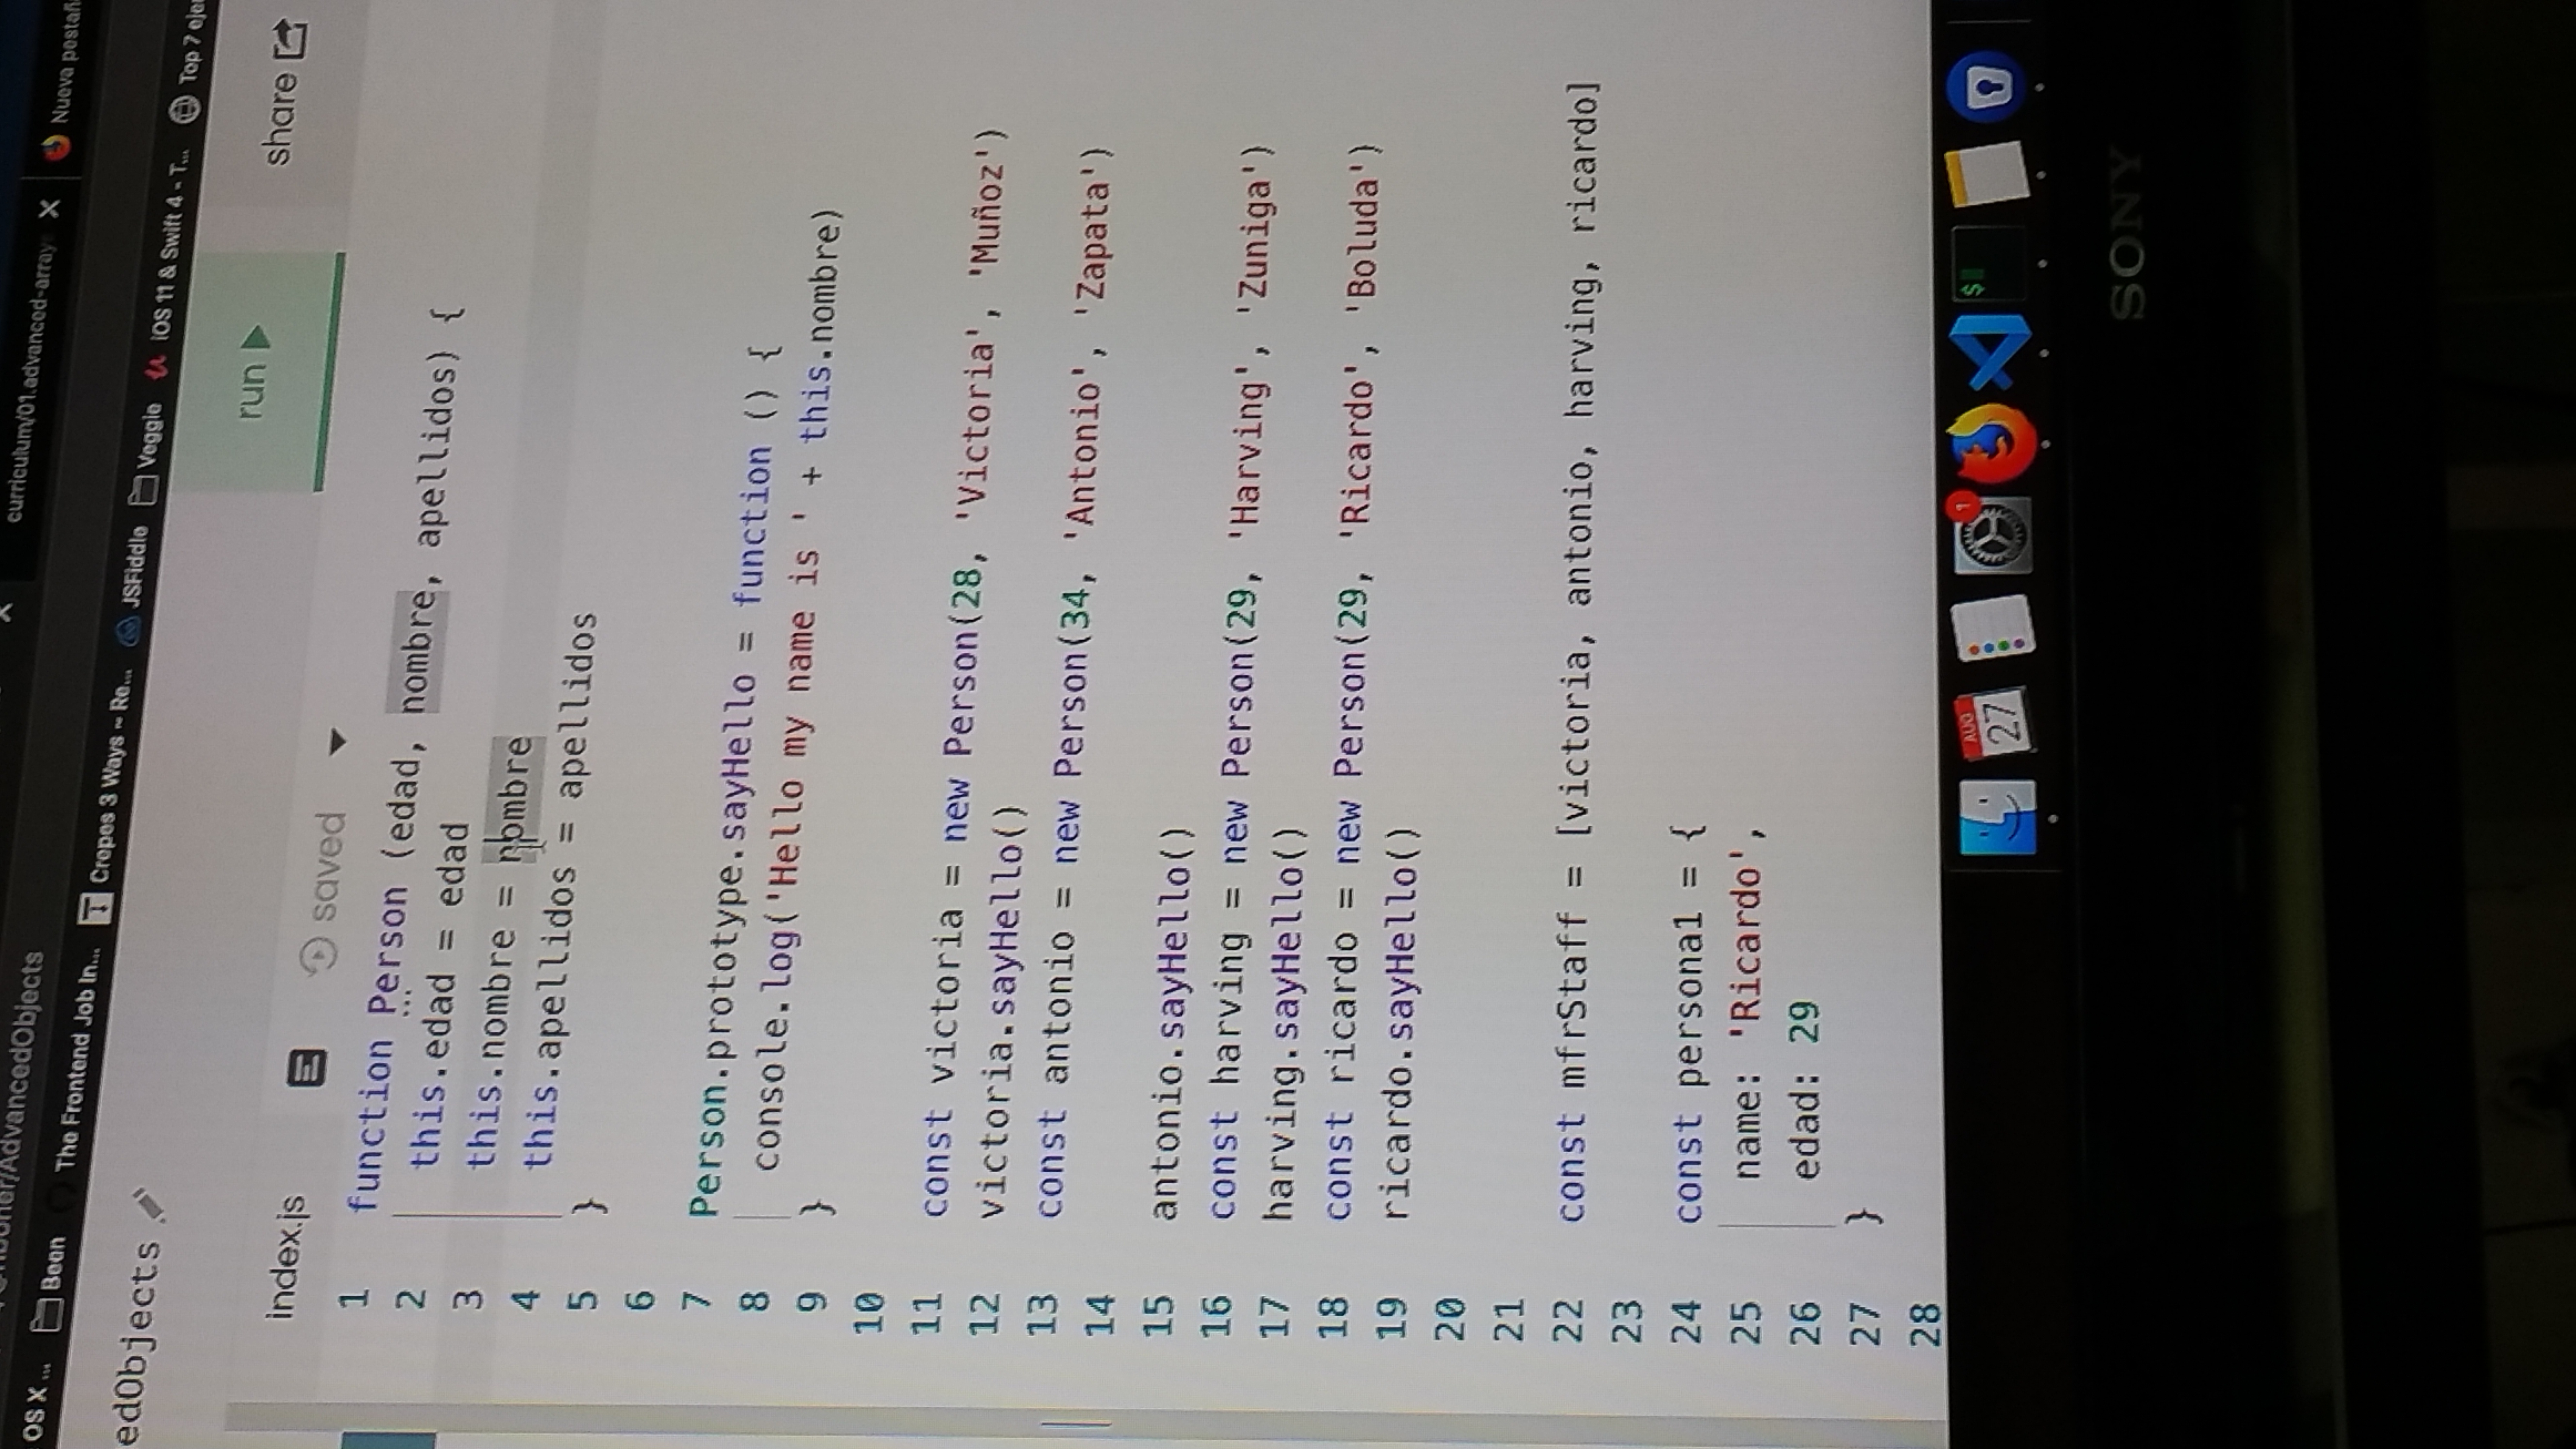 /AdvancedObjects
curriculum/01.advanced-array
Nueva pestañ
OS X ...
Been
The Frontend Job In...
Crepes 3 Ways ~ Re...
JSFiddle
Veggie
iOS 11 & Swift 4 - T...
Top 7 eje
edObjects
run
share
index.js
saved
1 function Person (edad, nombre, apellidos) {
2 this.edad = edad
3 this.nombre = nombre
4 this.apellidos = apellidos
5 }
6
7 Person.prototype.sayHello = function () {
8 console.log('Hello my name is ' + this.nombre)
9 }
10
11 const victoria = new Person(28, 'Victoria', 'Muñoz')
12 victoria.sayHello()
13 const antonio = new Person(34, 'Antonio', 'Zapata')
14
15 antonio.sayHello()
16 const harving = new Person(29, 'Harving', 'Zuniga')
17 harving.sayHello()
18 const ricardo = new Person(29, 'Ricardo', 'Boluda')
19 ricardo.sayHello()
20
21
22 const mfrStaff = [victoria, antonio, harving, ricardo]
23
24 const persona1 = {
25 name: 'Ricardo',
26 edad: 29
27 }
28
AUG
27
1
$
SONY